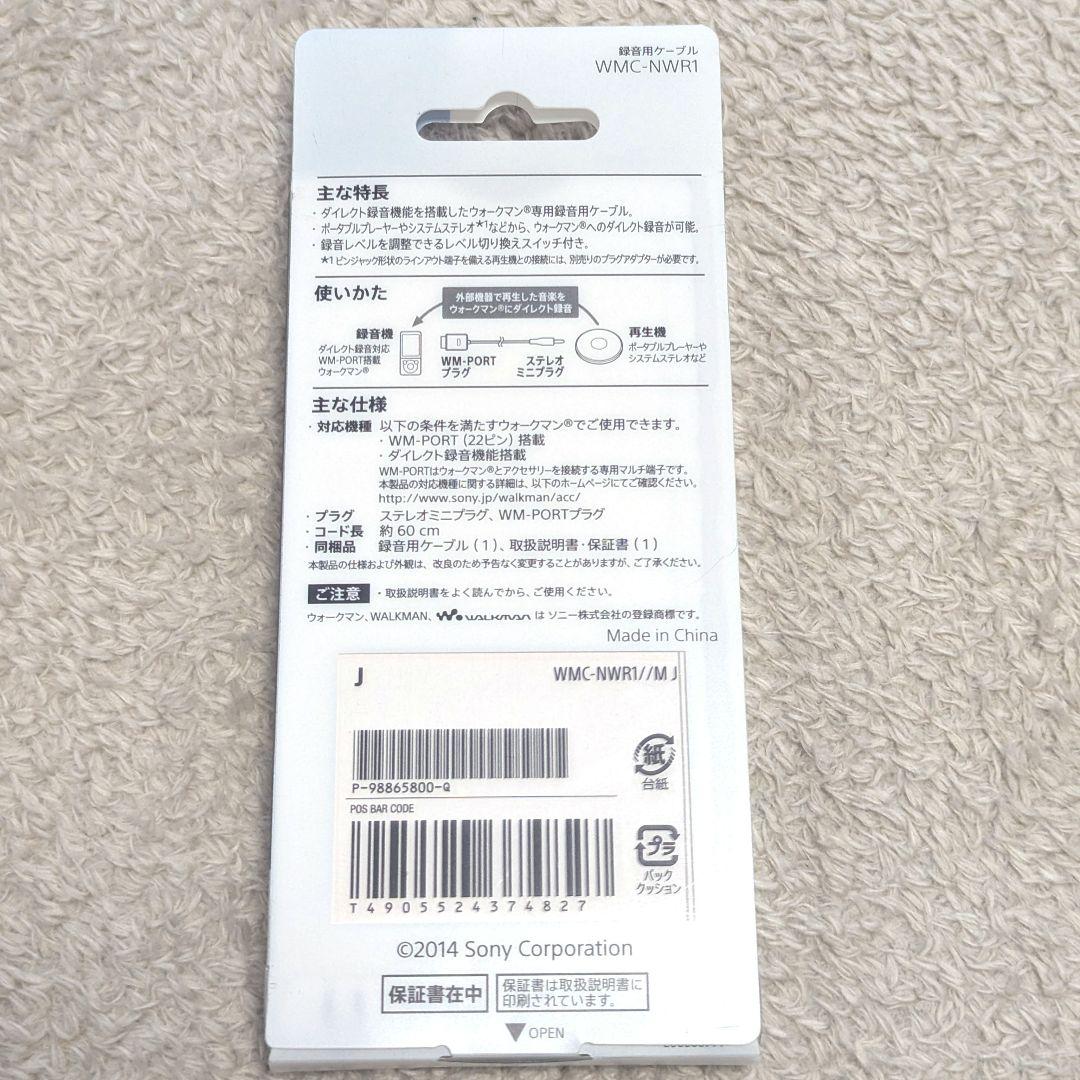 録音用ケーブル
WMC-NWR1
主な特長
・ダイレクト録音機能を搭載したウォークマン®専用録音用ケーブル。
・ポータブルプレーヤーやシステムステレオ★1などから、ウォークマン®へのダイレクト録音が可能。
・録音レベルを調整できるレベル切り換えスイッチ付き。
★1 ピンジャック形状のラインアウト端子を備える再生機との接続には、別売りのプラグアダプターが必要です。
使いかた
外部機器で再生した音楽を
ウォークマン®にダイレクト録音
録音機
ダイレクト録音対応
WM-PORT搭載
ウォークマン®
WM-PORT
プラグ
ステレオ
ミニプラグ
再生機
ポータブルプレーヤーや
システムステレオなど
主な仕様
・対応機種 以下の条件を満たすウォークマン®でご使用できます。
・WM-PORT（22ピン）搭載
・ダイレクト録音機能搭載
WM-PORTはウォークマン®とアクセサリーを接続する専用マルチ端子です。
本製品の対応機種に関する詳細は、以下のホームページにてご確認ください。
http://www.sony.jp/walkman/acc/
・プラグ ステレオミニプラグ、WM-PORTプラグ
・コード長 約 60 cm
・同梱品 録音用ケーブル（1）、取扱説明書・保証書（1）
本製品の仕様および外観は、改良のため予告なく変更することがありますが、ご了承ください。
ご注意 ・取扱説明書をよく読んでから、ご使用ください。
ウォークマン、WALKMAN、WALKMAN は ソニー株式会社の登録商標です。
Made in China
J WMC-NWR1//M J
P-98865800-Q
紙
台紙
POS BAR CODE
T4905524374827
プラ
パック
クッション
©2014 Sony Corporation
保証書在中
保証書は取扱説明書に
印刷されています。
▼ OPEN